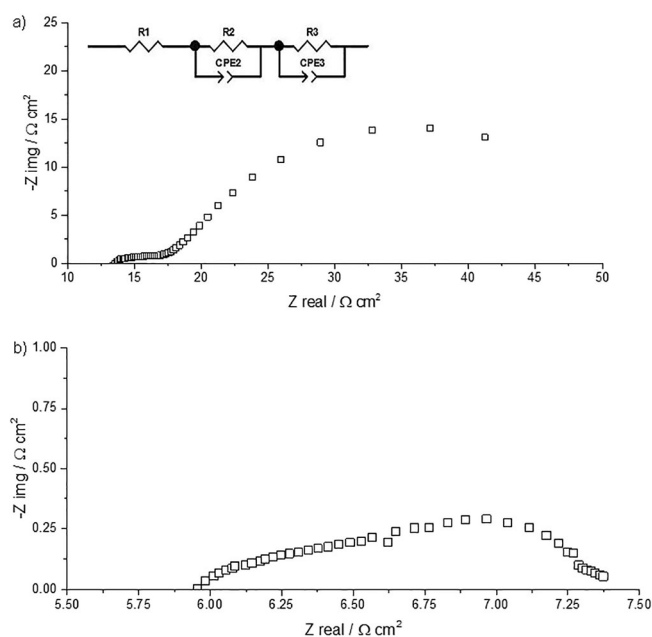 a)
25
20
15
10
5
0
-Z img / Ω cm²
R1
R2
R3
CPE2
CPE3
10 15 20 25 30 35 40 45 50
Z real / Ω cm²
b)
1.00
0.75
0.50
0.25
0.00
-Z img / Ω cm²
5.50 5.75 6.00 6.25 6.50 6.75 7.00 7.25 7.50
Z real / Ω cm²